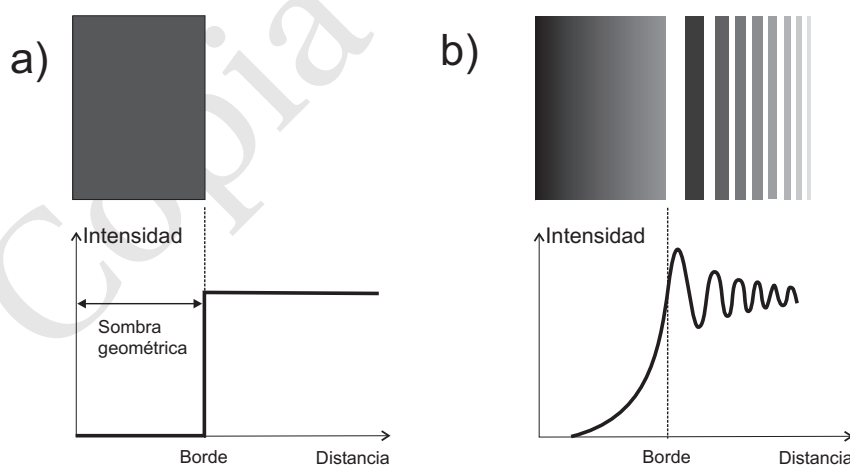 a)
Intensidad
Sombra
geométrica
Borde
Distancia
b)
Intensidad
Borde
Distancia
Copia